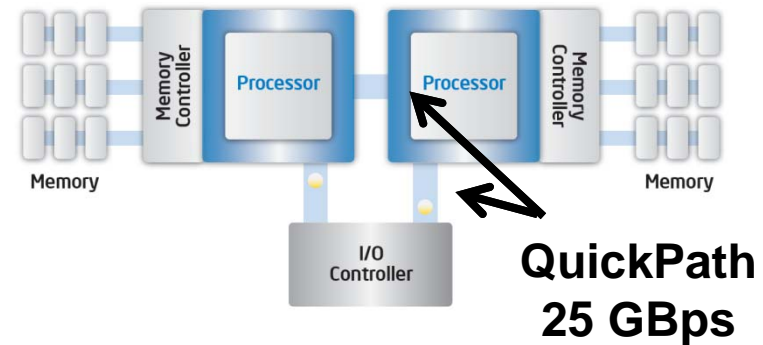 Memory
Controller
Processor
Processor
Memory
Controller
Memory
Memory
I/O
Controller
QuickPath
25 GBps